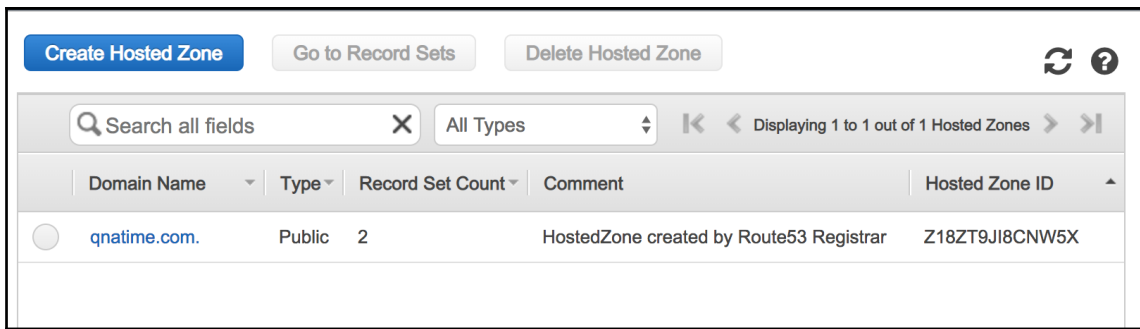 Create Hosted Zone Go to Record Sets Delete Hosted Zone
Search all fields All Types Displaying 1 to 1 out of 1 Hosted Zones
Domain Name Type Record Set Count Comment Hosted Zone ID
qnatime.com. Public 2 HostedZone created by Route53 Registrar Z18ZT9JI8CNW5X